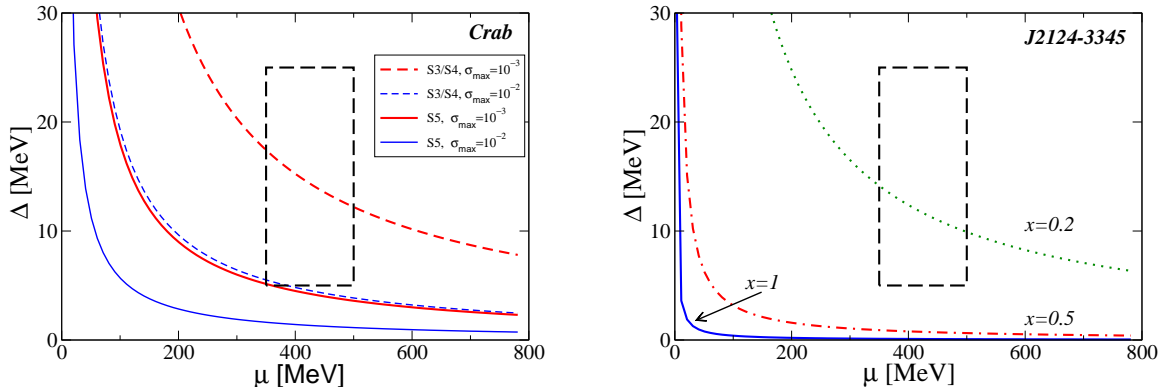 Crab
S3/S4, σmax=10⁻³
S3/S4, σmax=10⁻²
S5, σmax=10⁻³
S5, σmax=10⁻²
30
20
10
0
Δ [MeV]
0 200 400 600 800
μ [MeV]
J2124-3345
30
20
10
0
Δ [MeV]
x=0.2
x=1
x=0.5
0 200 400 600 800
μ [MeV]